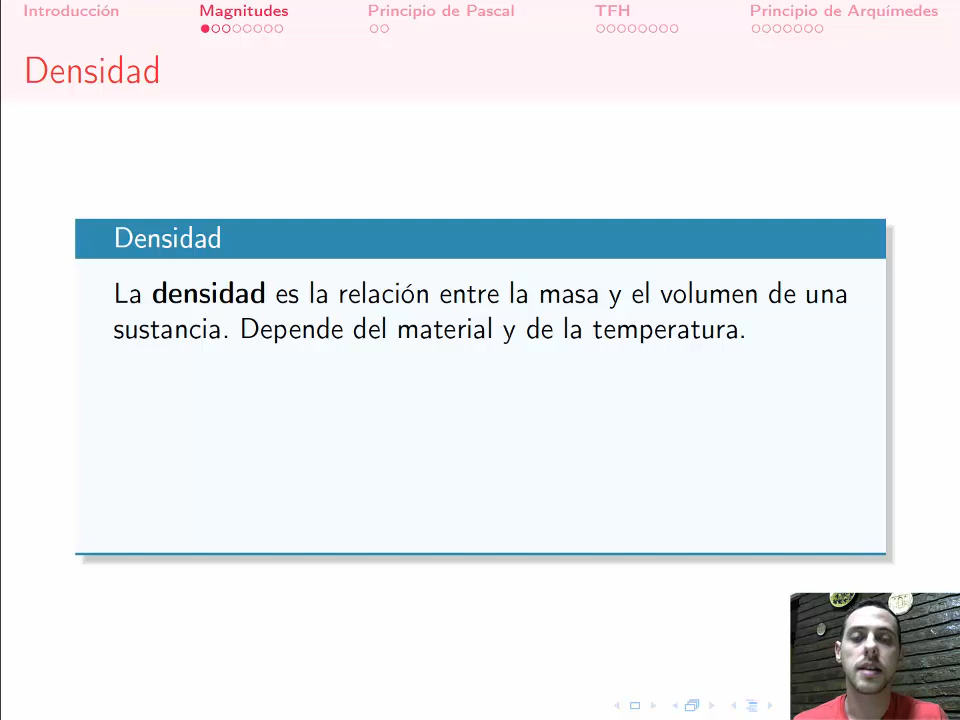 Introducción Magnitudes Principio de Pascal TFH Principio de Arquímedes
Densidad
Densidad
La densidad es la relación entre la masa y el volumen de una
sustancia. Depende del material y de la temperatura.